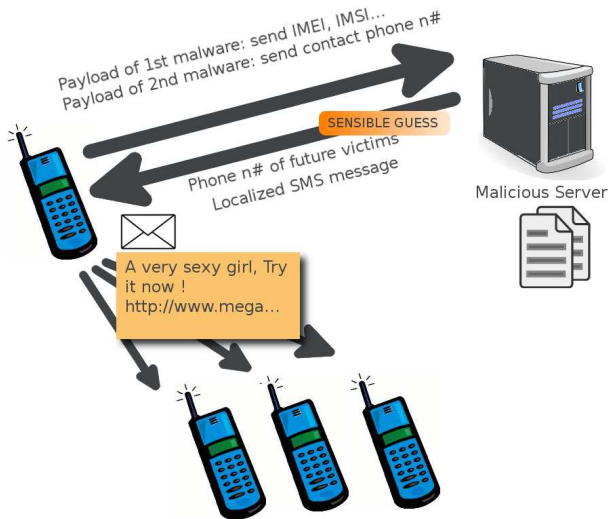 Payload of 1st malware: send IMEI, IMSI...
Payload of 2nd malware: send contact phone n#
SENSIBLE GUESS
Phone n# of future victims
Localized SMS message
Malicious Server
A very sexy girl, Try
it now !
http://www.mega...